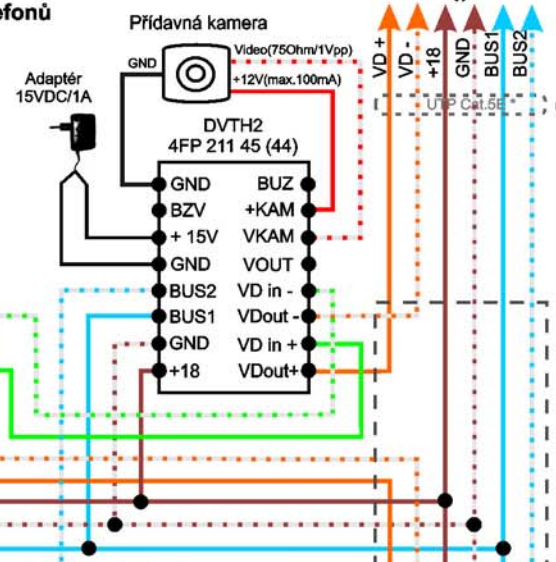 efonů
Přídavná kamera
GND
Video(75Ohm/1Vpp)
+12V(max.100mA)
Adaptér
15VDC/1A
DVTH2
4FP 211 45 (44)
GND
BZV
+ 15V
GND
BUS2
BUS1
GND
+18
BUZ
+KAM
VKAM
VOUT
VD in -
VDout -
VD in +
VDout+
VD +
VD -
+18
GND
BUS1
BUS2
UTP Cat.5E *